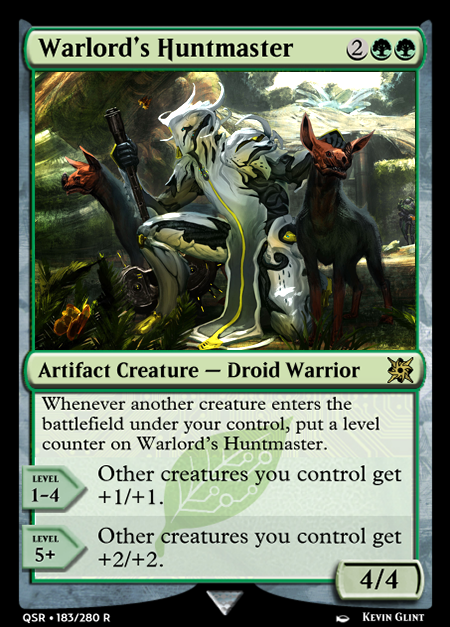 Warlord's Huntmaster 2
Artifact Creature — Droid Warrior
Whenever another creature enters the
battlefield under your control, put a level
counter on Warlord's Huntmaster.
LEVEL
1-4
Other creatures you control get
+1/+1.
LEVEL
5+
Other creatures you control get
+2/+2.
4/4
QSR • 183/280 R
Kevin Glint